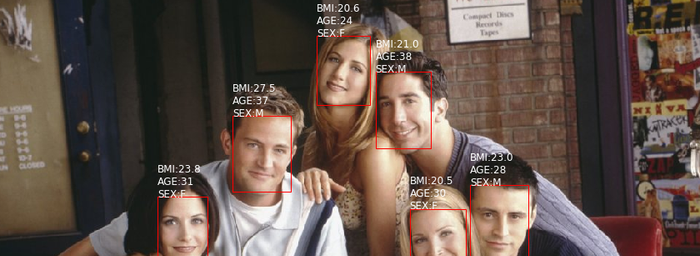 BMI:20.6
AGE:24
SEX:F
BMI:21.0
AGE:38
SEX:M
BMI:27.5
AGE:37
SEX:M
BMI:23.8
AGE:31
SEX:F
BMI:20.5
AGE:30
SEX:F
BMI:23.0
AGE:28
SEX:M
Compact Discs
Records
Tapes
HOURS
CLOSED